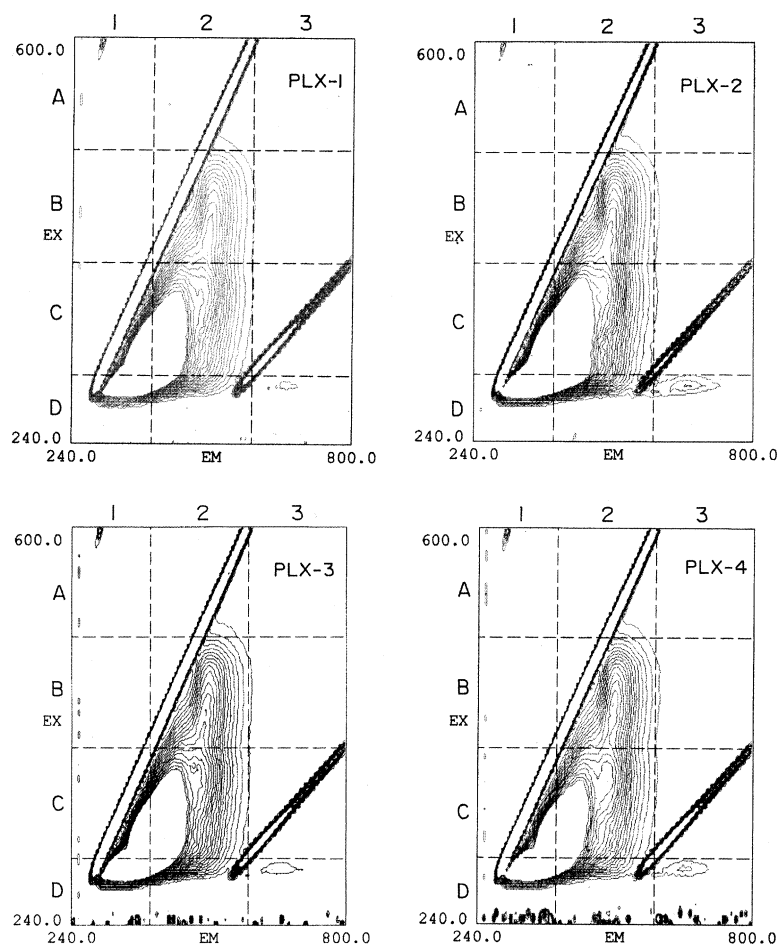 1 2 3
600.0
PLX-1
A
B
EX
C
D
240.0
240.0 EM 800.0
1 2 3
600.0
PLX-2
A
B
EX
C
D
240.0
240.0 EM 800.0
1 2 3
600.0
PLX-3
A
B
EX
C
D
240.0
240.0 EM 800.0
1 2 3
600.0
PLX-4
A
B
EX
C
D
240.0
240.0 EM 800.0